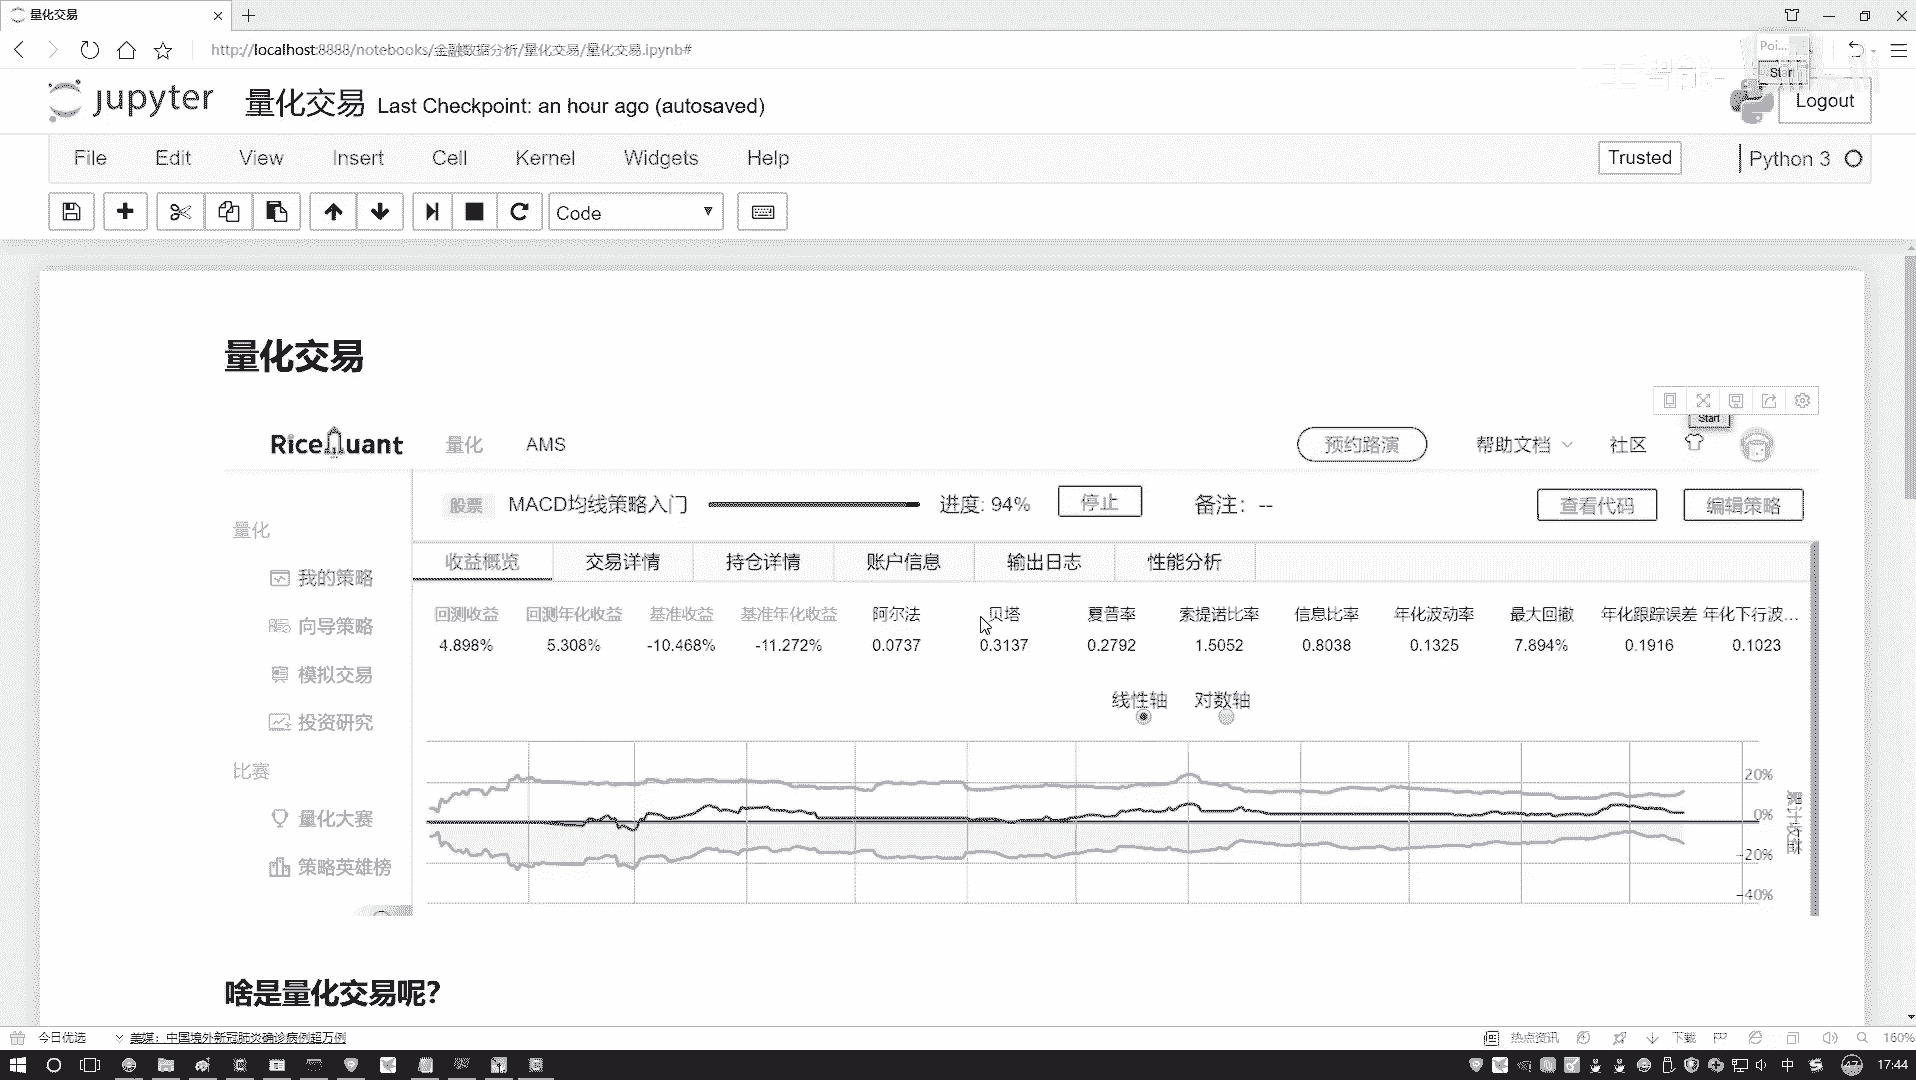 量化交易
http://localhost:8888/notebooks/金融数据分析/量化交易/量化交易.ipynb#
Poi...
Start
jupyter 量化交易 Last Checkpoint: an hour ago (autosaved)
Logout
File Edit View Insert Cell Kernel Widgets Help
Trusted
Python 3
Code
量化交易
Start
RiceQuant 量化 AMS 预约路演 帮助文档 社区
股票 MACD均线策略入门 进度: 94% 停止 备注: -- 查看代码 编辑策略
量化
我的策略
向导策略
模拟交易
投资研究
比赛
量化大赛
策略英雄榜
收益概览 交易详情 持仓详情 账户信息 输出日志 性能分析
回测收益 回测年化收益 基准收益 基准年化收益 阿尔法 贝塔 夏普率 索提诺比率 信息比率 年化波动率 最大回撤 年化跟踪误差 年化下行波...
4.898% 5.308% -10.468% -11.272% 0.0737 0.3137 0.2792 1.5052 0.8038 0.1325 7.894% 0.1916 0.1023
线性轴 对数轴
20%
0%
-20%
-40%
累计收益
啥是量化交易呢?
今日优选 美媒：中国境外新冠肺炎确诊病例超万例
热点资讯 下载 160%
中 47 17:44